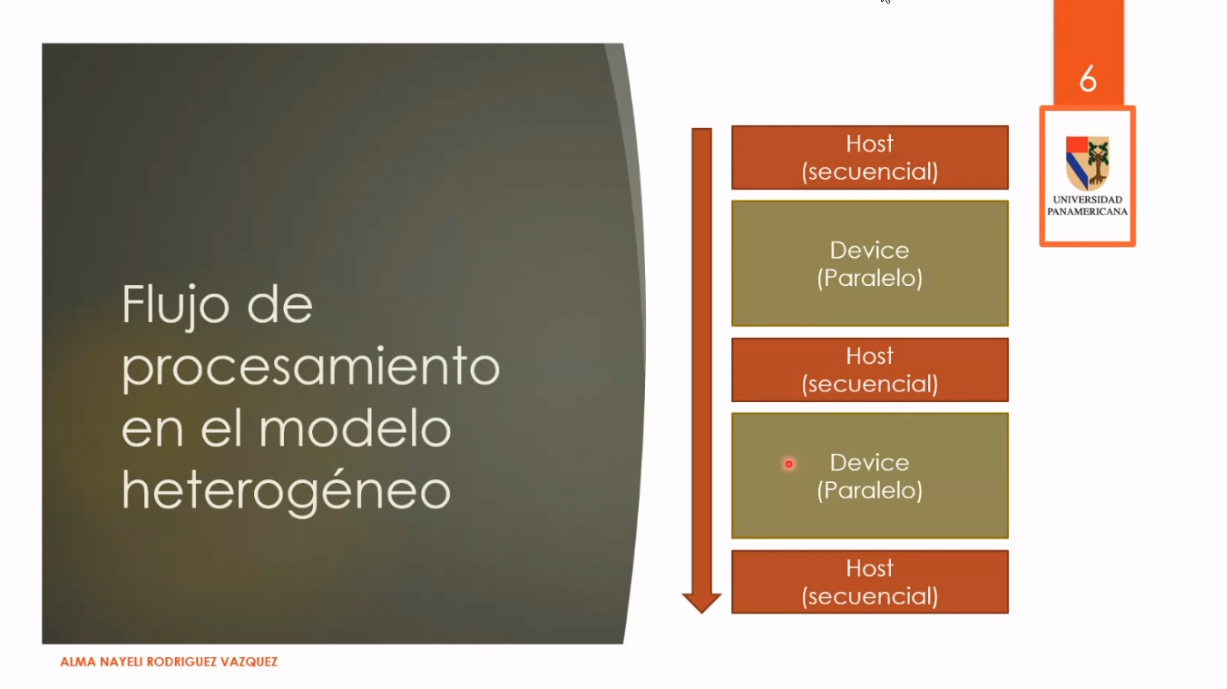 Flujo de
procesamiento
en el modelo
heterogéneo
Host
(secuencial)
Device
(Paralelo)
Host
(secuencial)
Device
(Paralelo)
Host
(secuencial)
6
UNIVERSIDAD
PANAMERICANA
ALMA NAYELI RODRIGUEZ VAZQUEZ